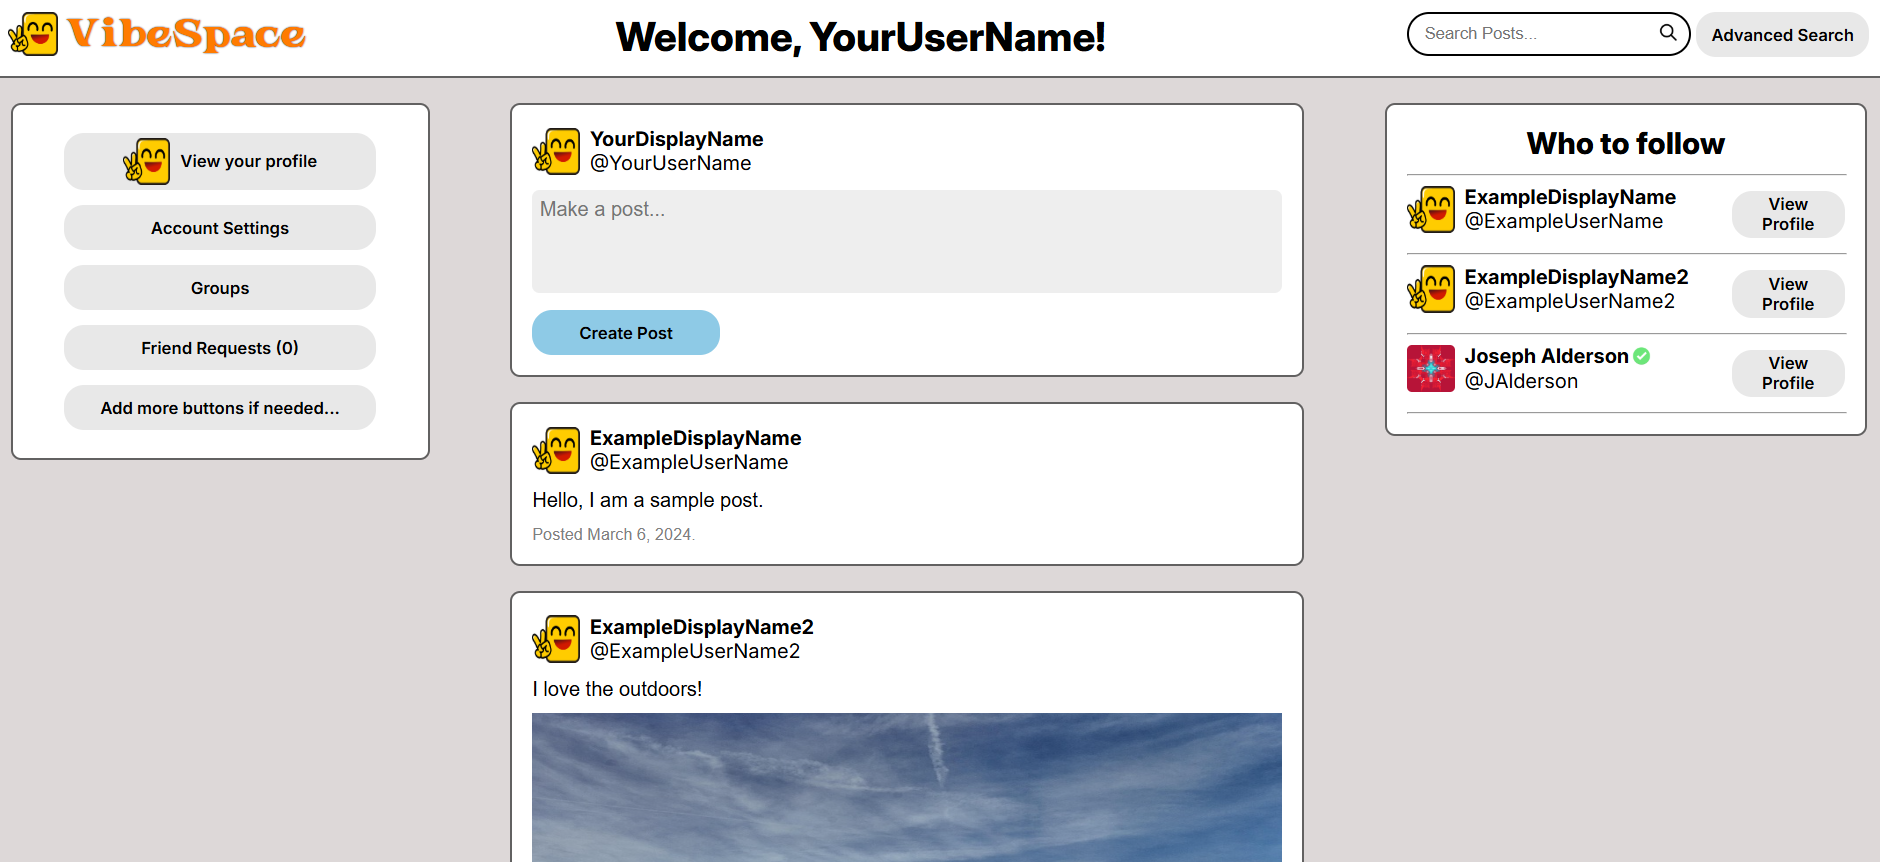 VibeSpace
Welcome, YourUserName!
Search Posts...
Advanced Search
View your profile
Account Settings
Groups
Friend Requests (0)
Add more buttons if needed...
YourDisplayName
@YourUserName
Make a post...
Create Post
ExampleDisplayName
@ExampleUserName
Hello, I am a sample post.
Posted March 6, 2024.
ExampleDisplayName2
@ExampleUserName2
I love the outdoors!
Who to follow
ExampleDisplayName
@ExampleUserName
View
Profile
ExampleDisplayName2
@ExampleUserName2
View
Profile
Joseph Alderson
@JAlderson
View
Profile